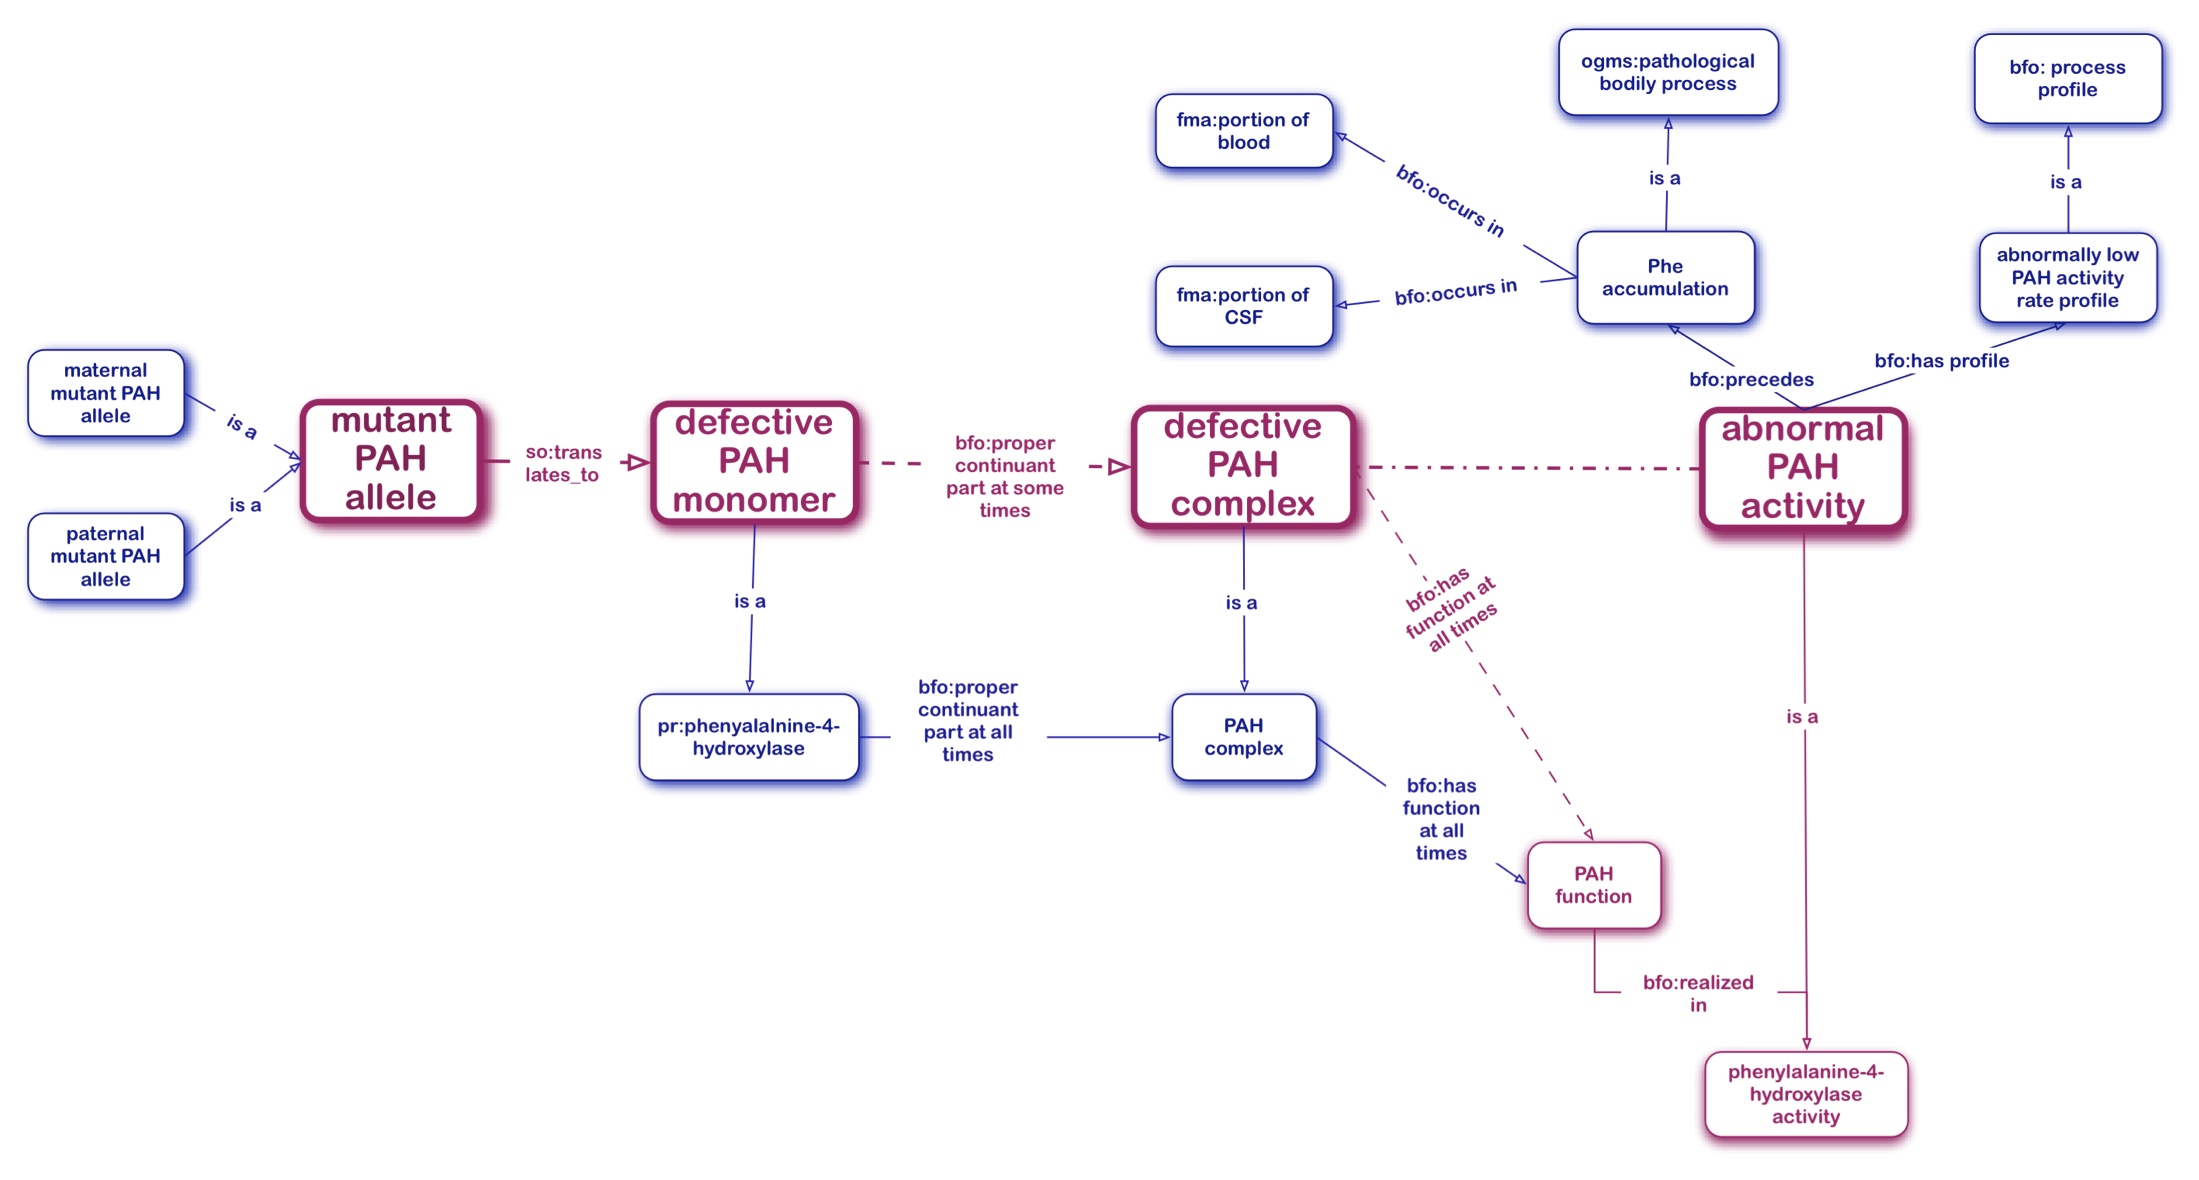 ogms:pathological
bodily process
bfo: process
profile
fma:portion of
blood
bfo:occurs in
is a
is a
Phe
accumulation
abnormally low
PAH activity
rate profile
fma:portion of
CSF
bfo:occurs in
bfo:precedes
bfo:has profile
maternal
mutant PAH
allele
is a
paternal
mutant PAH
allele
is a
mutant
PAH
allele
so:trans
lates_to
defective
PAH
monomer
bfo:proper
continuant
part at some
times
defective
PAH
complex
abnormal
PAH
activity
is a
is a
bfo:has
function at
all times
is a
pr:phenyalalnine-4-
hydroxylase
bfo:proper
continuant
part at all
times
PAH
complex
bfo:has
function
at all
times
PAH
function
bfo:realized
in
phenylalanine-4-
hydroxylase
activity